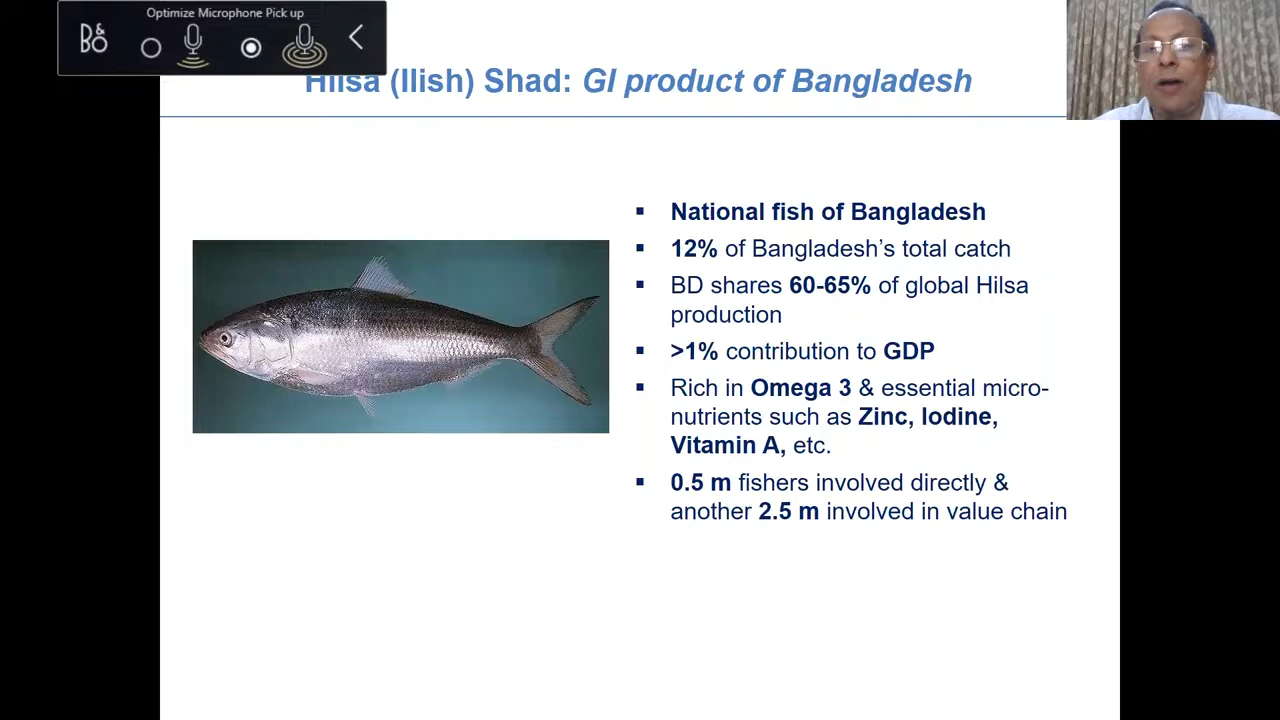 Optimize Microphone Pick up
B&O
Hilsa (Ilish) Shad: GI product of Bangladesh
▪ National fish of Bangladesh
▪ 12% of Bangladesh’s total catch
▪ BD shares 60-65% of global Hilsa
production
▪ >1% contribution to GDP
▪ Rich in Omega 3 & essential micro-
nutrients such as Zinc, Iodine,
Vitamin A, etc.
▪ 0.5 m fishers involved directly &
another 2.5 m involved in value chain